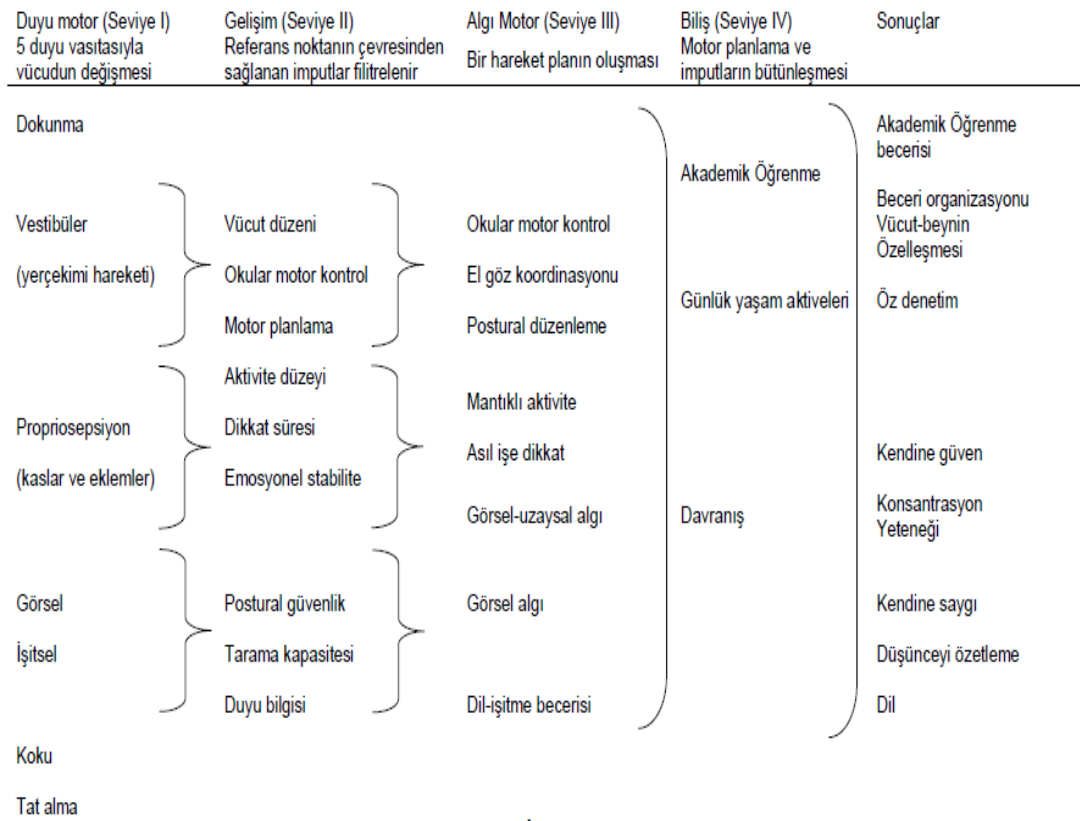 Duyu motor (Seviye I)
5 duyu vasıtasıyla
vücudun değişmesi
Gelişim (Seviye II)
Referans noktanın çevresinden
sağlanan imputlar filitrelenir
Algı Motor (Seviye III)
Bir hareket planın oluşması
Biliş (Seviye IV)
Motor planlama ve
imputların bütünleşmesi
Sonuçlar
Dokunma
Vestibüler
(yerçekimi hareketi)
Propriosepsiyon
(kaslar ve eklemler)
Görsel
İşitsel
Koku
Tat alma
Vücut düzeni
Okular motor kontrol
Motor planlama
Aktivite düzeyi
Dikkat süresi
Emosyonel stabilite
Postural güvenlik
Tarama kapasitesi
Duyu bilgisi
Okular motor kontrol
El göz koordinasyonu
Postural düzenleme
Mantıklı aktivite
Asıl işe dikkat
Görsel-uzaysal algı
Görsel algı
Dil-işitme becerisi
Akademik Öğrenme
Günlük yaşam aktiveleri
Davranış
Akademik Öğrenme
becerisi
Beceri organizasyonu
Vücut-beynin
Özelleşmesi
Öz denetim
Kendine güven
Konsantrasyon
Yeteneği
Kendine saygı
Düşünceyi özetleme
Dil